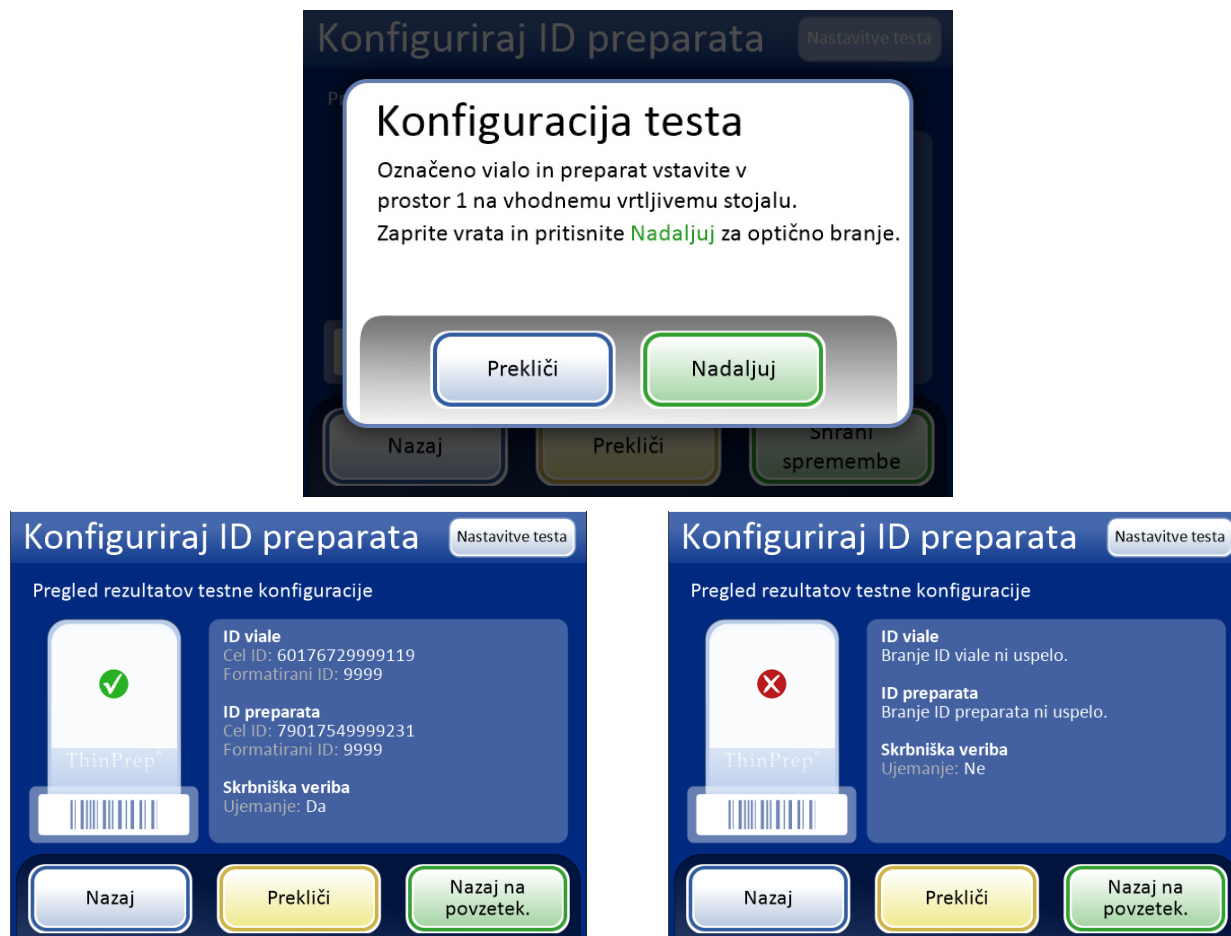 Konfiguriraj ID preparata
Nastavitve testa
Konfiguracija testa
Označeno vialo in preparat vstavite v
prostor 1 na vhodnemu vrtljivemu stojalu.
Zaprite vrata in pritisnite Nadaljuj za optično branje.
Prekliči
Nadaljuj
Nazaj
Prekliči
Shrani
spremembe
Konfiguriraj ID preparata
Nastavitve testa
Pregled rezultatov testne konfiguracije
ThinPrep®
ID viale
Cel ID: 60176729999119
Formatirani ID: 9999
ID preparata
Cel ID: 79017549999231
Formatirani ID: 9999
Skrbniška veriba
Ujemanje: Da
Nazaj
Prekliči
Nazaj na
povzetek.
Konfiguriraj ID preparata
Nastavitve testa
Pregled rezultatov testne konfiguracije
ThinPrep®
ID viale
Branje ID viale ni uspelo.
ID preparata
Branje ID preparata ni uspelo.
Skrbniška veriba
Ujemanje: Ne
Nazaj
Prekliči
Nazaj na
povzetek.